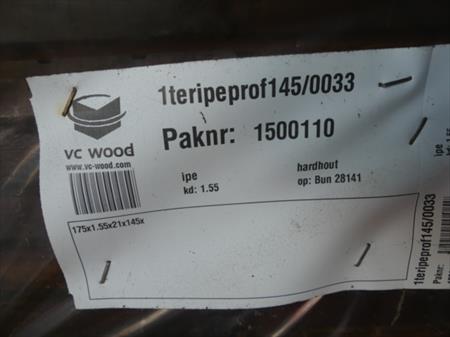 1teripeprof145/0033
Paknr: 1500110
vc wood
www.vc-wood.com
ipe
hardhout
kd: 1.55
op: Bun 28141
175x1.55x21x145x
1teripeprof145/0033
Paknr: